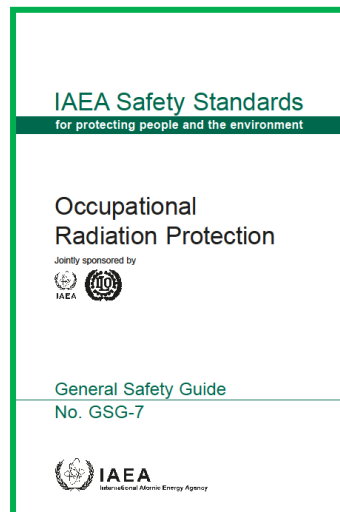 IAEA Safety Standards
for protecting people and the environment
Occupational
Radiation Protection
Jointly sponsored by
IAEA
General Safety Guide
No. GSG-7
IAEA
International Atomic Energy Agency